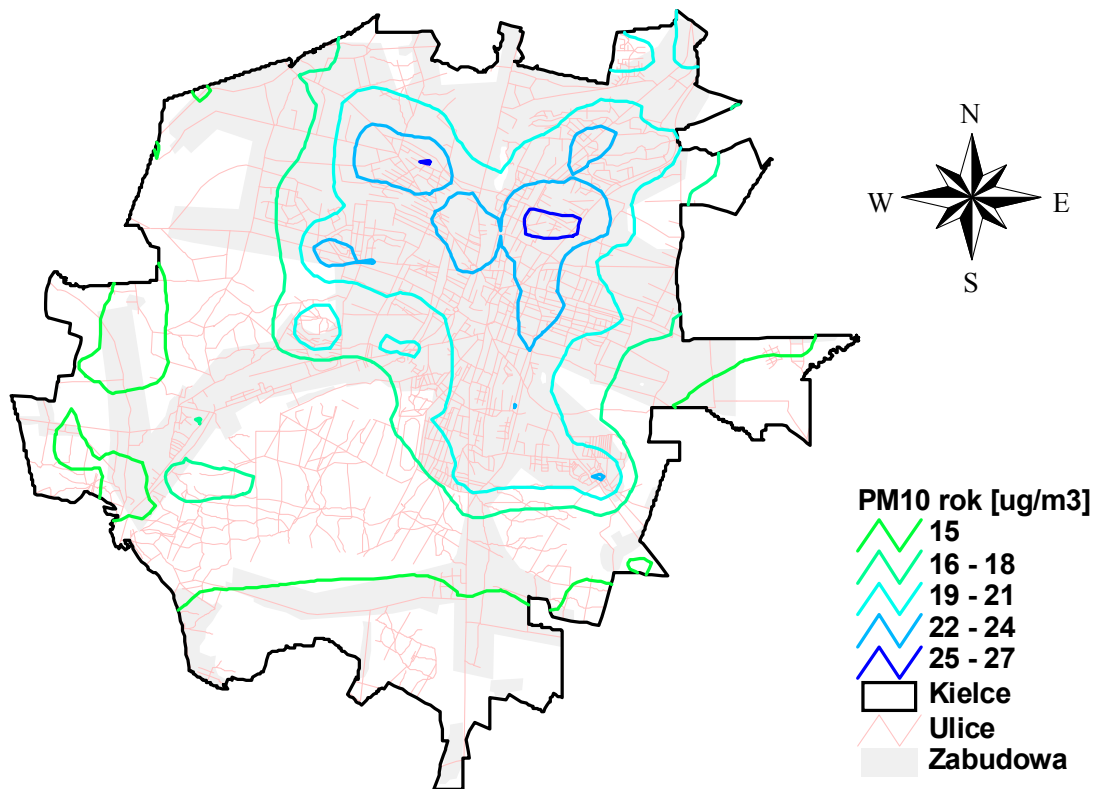 N
W E
S
PM10 rok [ug/m3]
15
16 - 18
19 - 21
22 - 24
25 - 27
Kielce
Ulice
Zabudowa